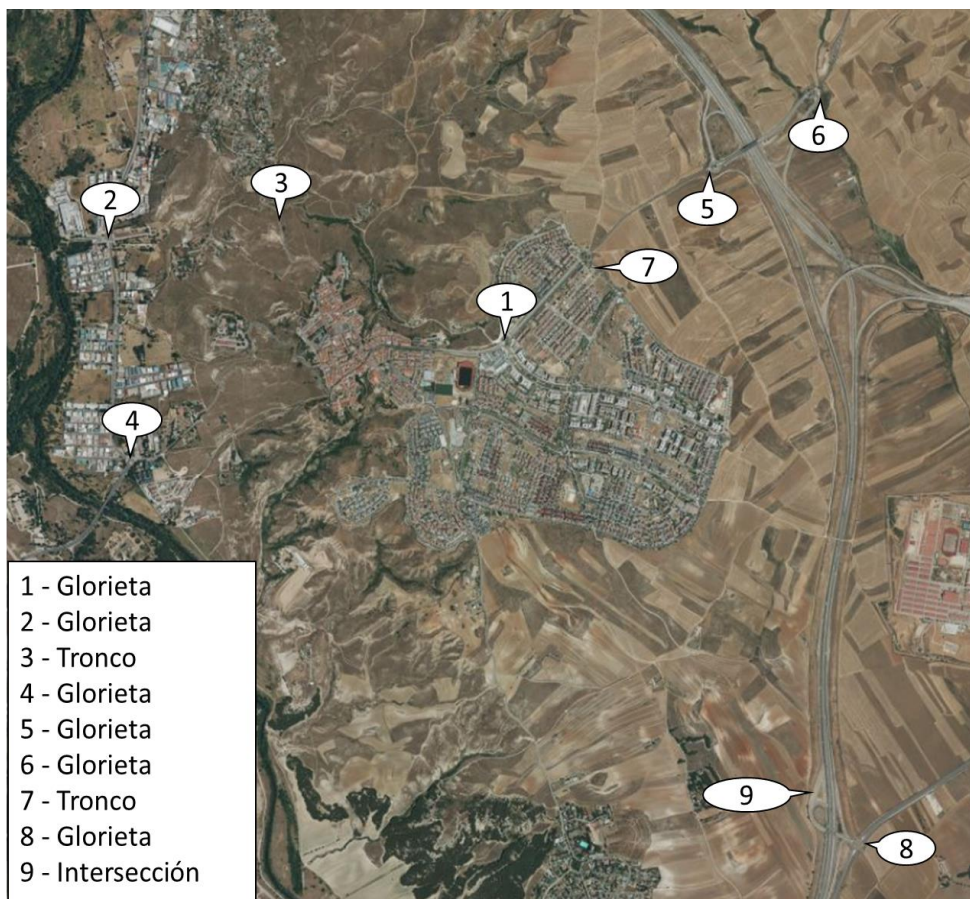 2
3
6
5
7
1
4
1 - Glorieta
2 - Glorieta
3 - Tronco
4 - Glorieta
5 - Glorieta
6 - Glorieta
7 - Tronco
8 - Glorieta
9 - Intersección
9
8